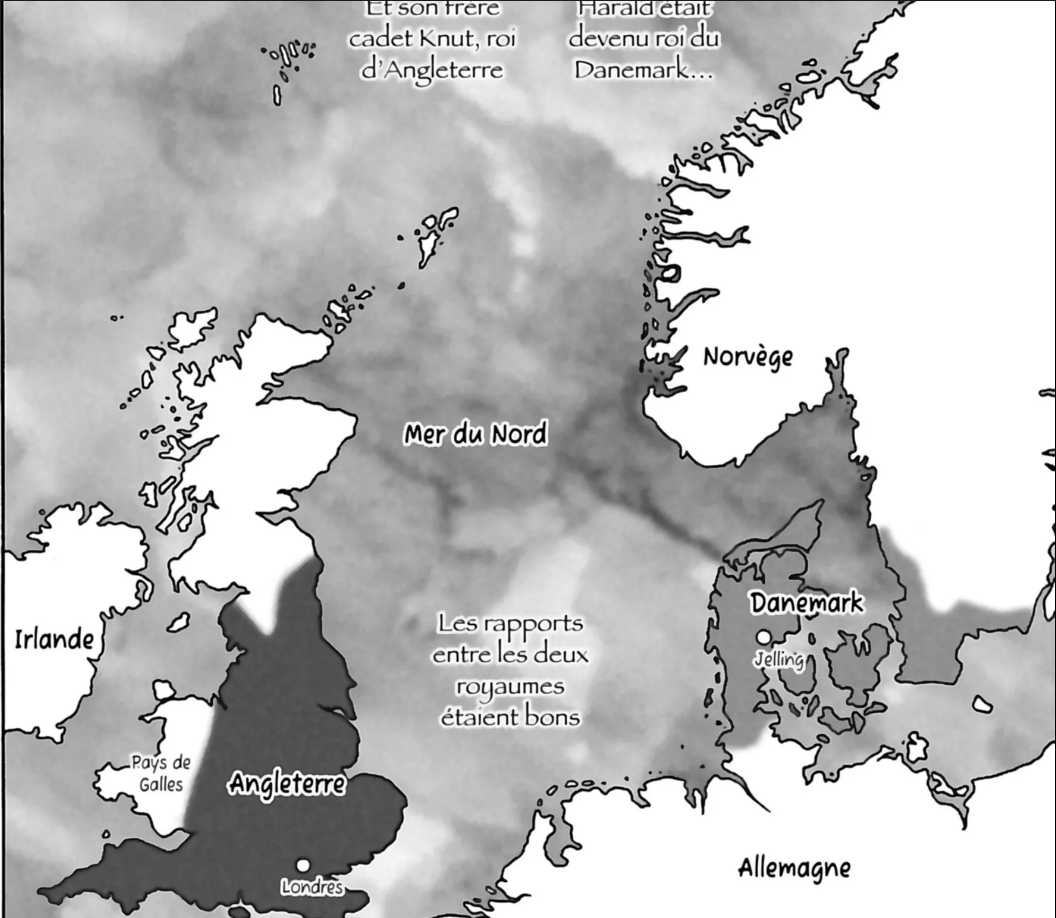 Et son frère
cadet Knut, roi
d'Angleterre
Harald était
devenu roi du
Danemark...
Norvège
Mer du Nord
Danemark
Jelling
Irlande
Les rapports
entre les deux
royaumes
étaient bons
Pays de
Galles
Angleterre
Londres
Allemagne